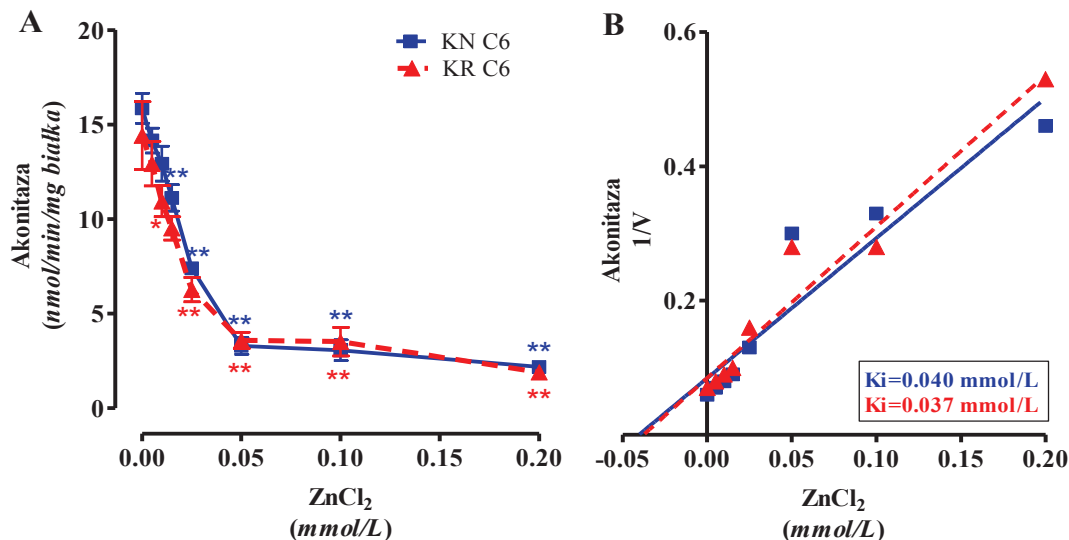 A
20
15
10
5
0
Akonitaza
(nmol/min/mg białka)
KN C6
KR C6
**
**
**
**
**
*
**
**
**
**
0.00 0.05 0.10 0.15 0.20
ZnCl2
(mmol/L)
B
0.6
0.4
0.2
Akonitaza
1/V
Ki=0.040 mmol/L
Ki=0.037 mmol/L
-0.05 0.00 0.05 0.10 0.15 0.20
ZnCl2
(mmol/L)